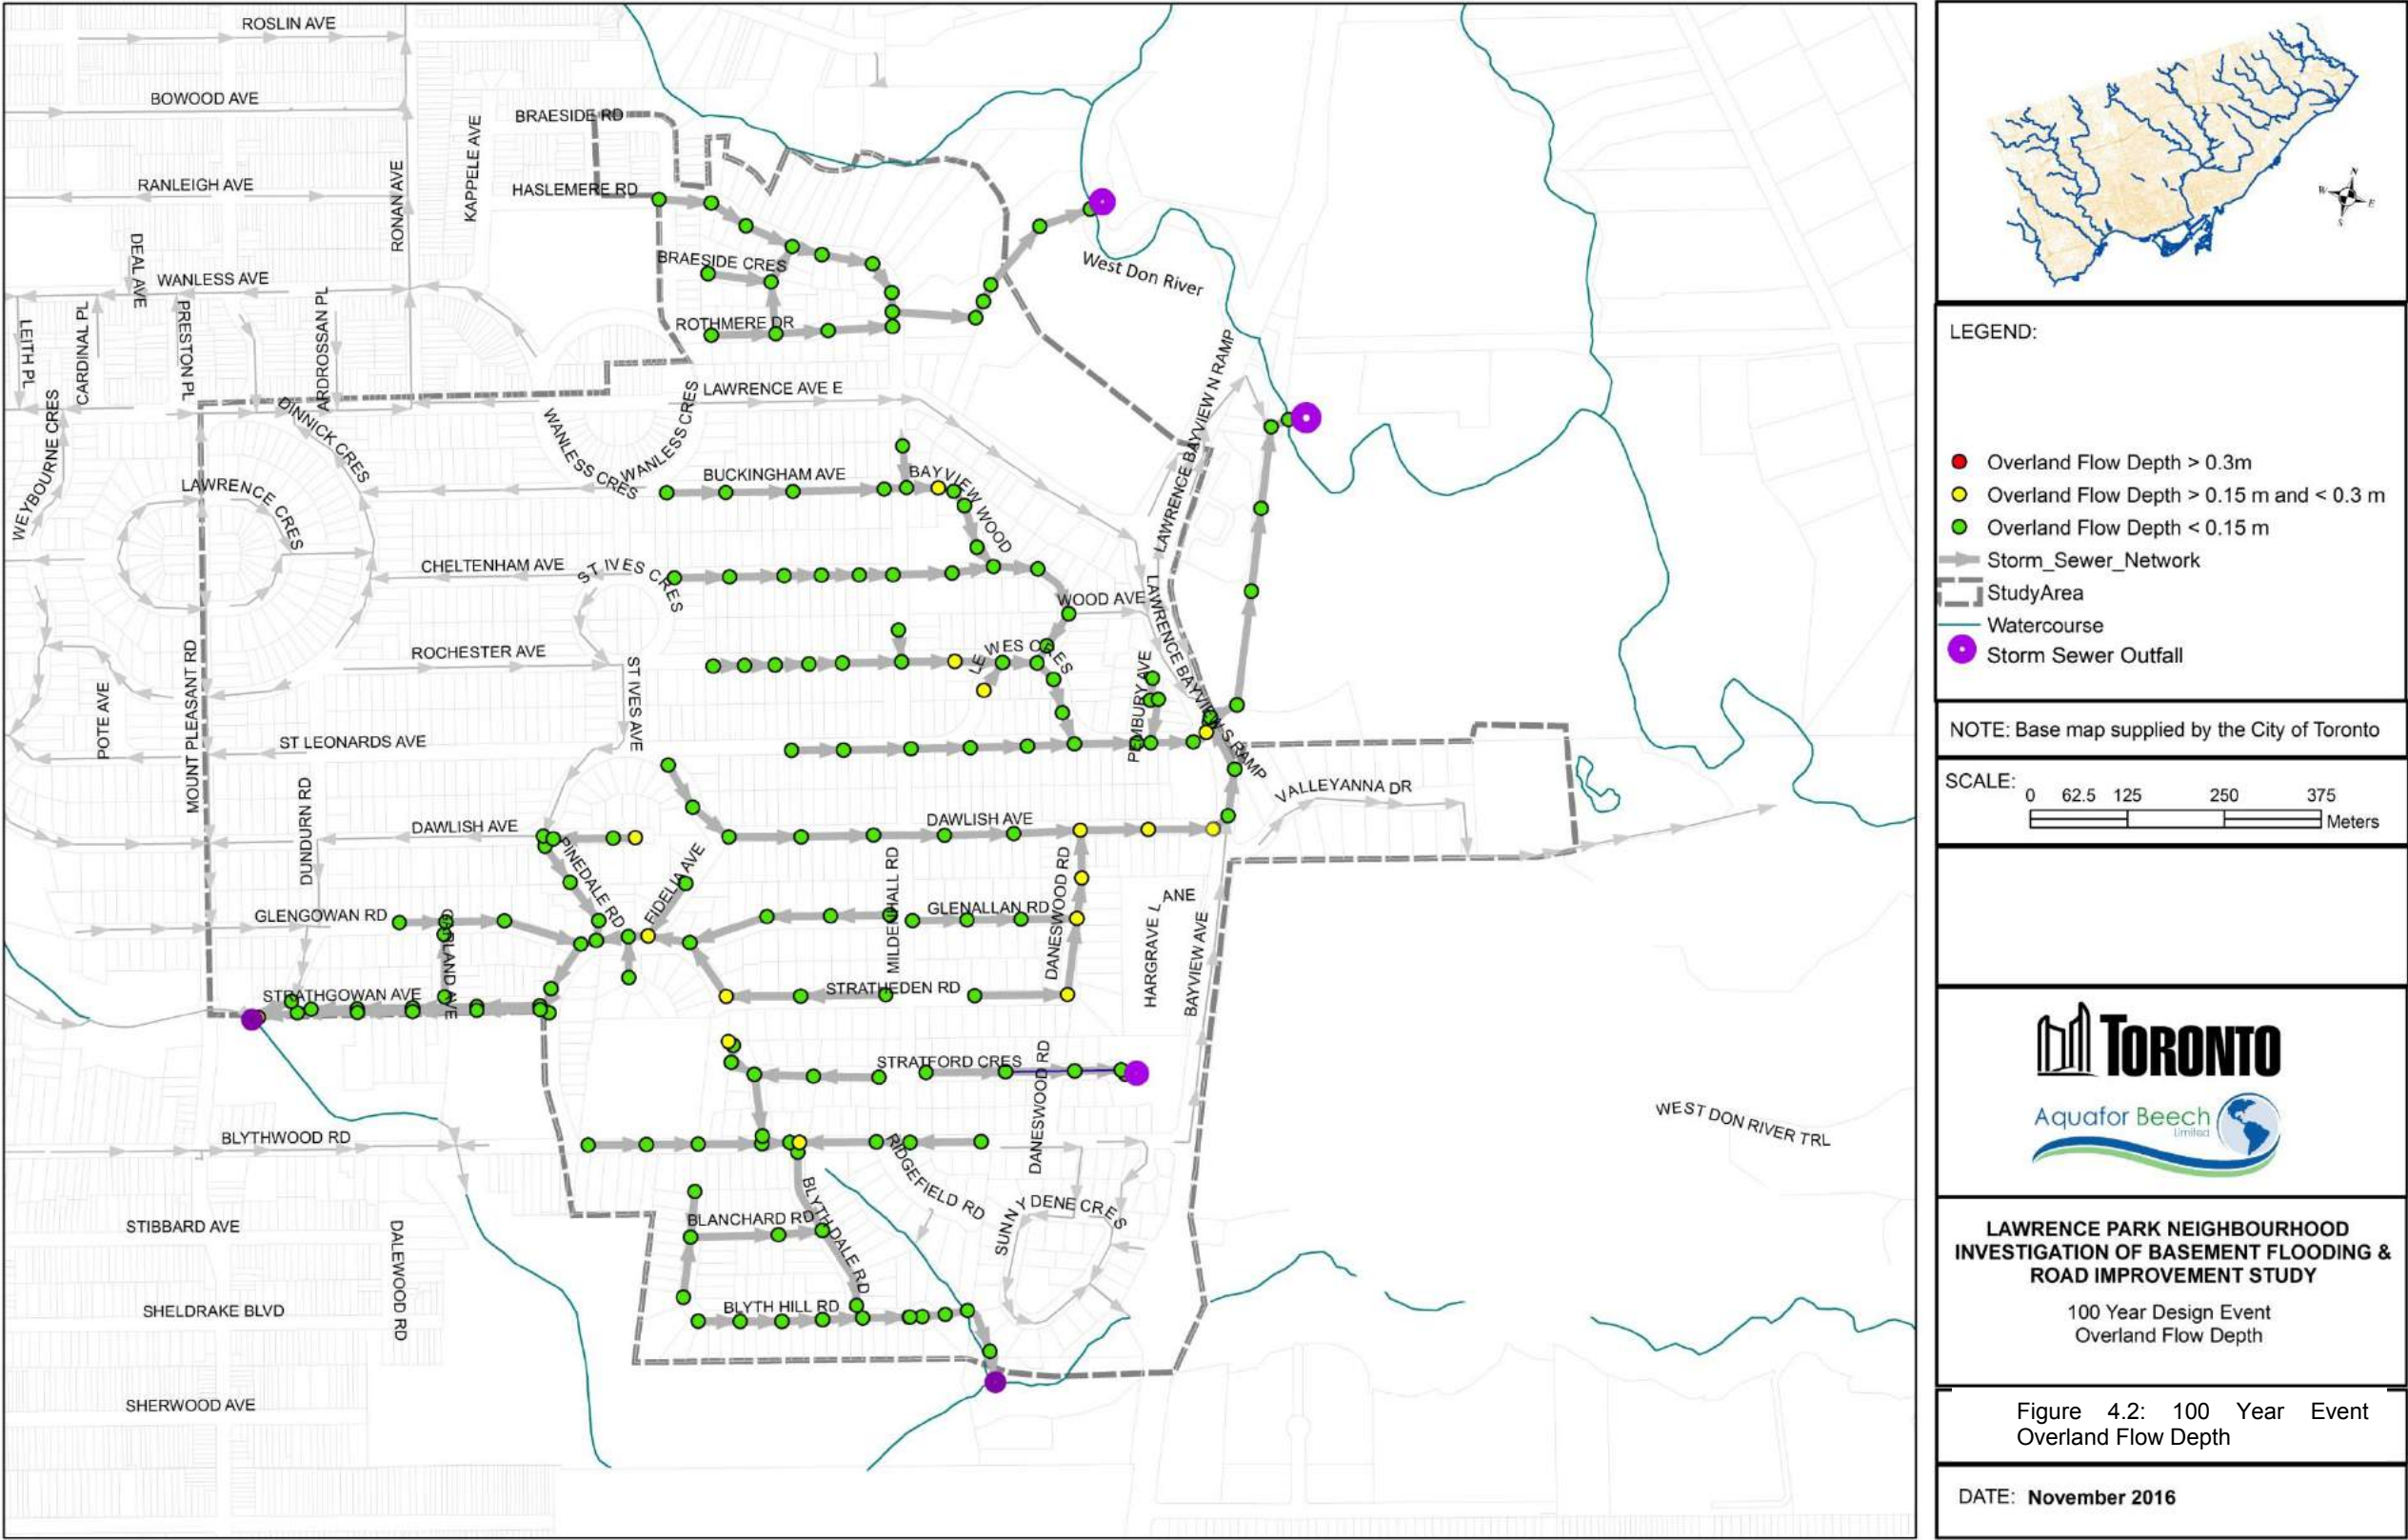 ROSLIN AVE
BOWOOD AVE
BRAESIDE RD
KAPPELE AVE
RONAN AVE
RANLEIGH AVE
HASLEMERE RD
DEAL AVE
WANLESS AVE
BRAESIDE CRES
West Don River
LEITH PL
CARDINAL PL
PRESTON PL
ARDROSSAN PL
ROTHMERE DR
LAWRENCE BAYVIEW N RAMP
WEYBOURNE CRES
DINNICK CRES
LAWRENCE AVE E
WANLESS CRES
WANLESS CRES
BUCKINGHAM AVE
BAYVIEW WOOD
LAWRENCE CRES
CHELTENHAM AVE
ST IVES CRES
WOOD AVE
LAWRENCE BAYVIEW S RAMP
ROCHESTER AVE
LEWES CRES
PEMBURY AVE
ST IVES AVE
POTE AVE
MOUNT PLEASANT RD
ST LEONARDS AVE
VALLEYANNA DR
DUNDURN RD
DAWLISH AVE
DAWLISH AVE
PINEDALE RD
FIDELIA AVE
MILDENHALL RD
DANESWOOD RD
GLENGOWAN RD
GLENALLAN RD
HARGRAVE LANE
BAYVIEW AVE
STRATHGOWAN AVE
STRATHEDEN RD
STRATFORD CRES
DANESWOOD RD
BLYTHWOOD RD
WEST DON RIVER TRL
RIDGEFIELD RD
BLYTHDALE RD
SUNNYDENE CRES
STIBBARD AVE
BLANCHARD RD
DALEWOOD RD
SHELDRAKE BLVD
BLYTH HILL RD
SHERWOOD AVE
N
W
E
S
LEGEND:
Overland Flow Depth > 0.3m
Overland Flow Depth > 0.15 m and < 0.3 m
Overland Flow Depth < 0.15 m
Storm_Sewer_Network
StudyArea
Watercourse
Storm Sewer Outfall
NOTE: Base map supplied by the City of Toronto
SCALE:
0 62.5 125 250 375
Meters
TORONTO
Aquafor Beech
Limited
LAWRENCE PARK NEIGHBOURHOOD
INVESTIGATION OF BASEMENT FLOODING &
ROAD IMPROVEMENT STUDY
100 Year Design Event
Overland Flow Depth
Figure 4.2: 100 Year Event
Overland Flow Depth
DATE: November 2016